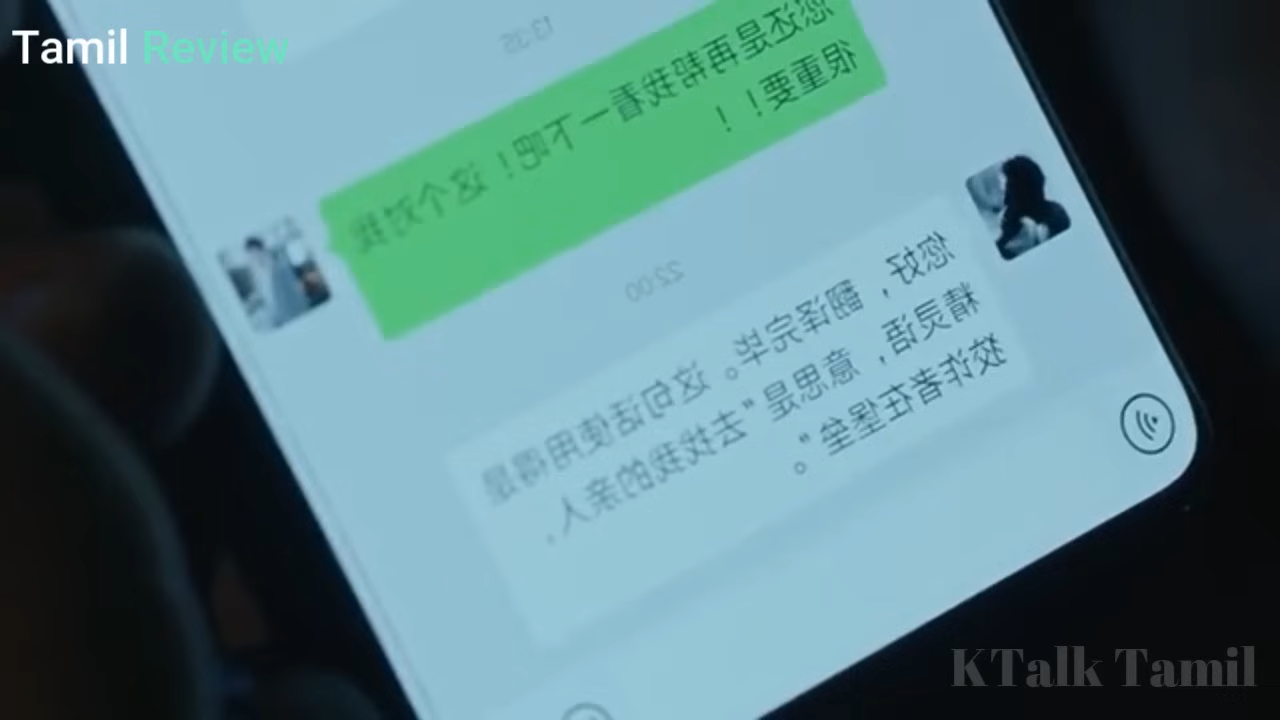 Tamil Review
13:35
您还是再帮我看一下吧！这个对我
很重要！！
22:00
您好，翻译完毕。这句话使用得是
精灵语，意思是“去找我的亲人，
狡诈者在堡垒”。
KTalk Tamil